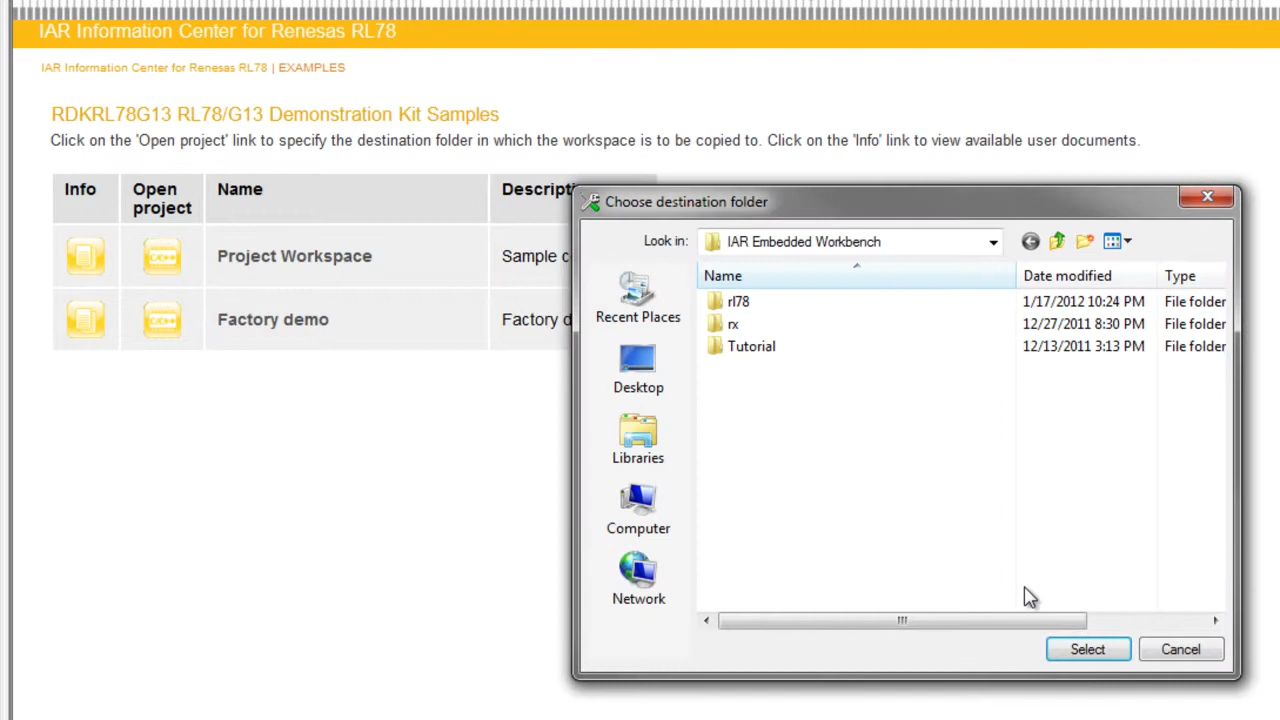 IAR Information Center for Renesas RL78
IAR Information Center for Renesas RL78 | EXAMPLES
RDKRL78G13 RL78/G13 Demonstration Kit Samples
Click on the 'Open project' link to specify the destination folder in which the workspace is to be copied to. Click on the 'Info' link to view available user documents.
Info Open project Name Descripti
Project Workspace Sample c
Factory demo Factory d
Choose destination folder
Look in: IAR Embedded Workbench
Name Date modified Type
rl78 1/17/2012 10:24 PM File folder
rx 12/27/2011 8:30 PM File folder
Tutorial 12/13/2011 3:13 PM File folder
Recent Places
Desktop
Libraries
Computer
Network
Select Cancel